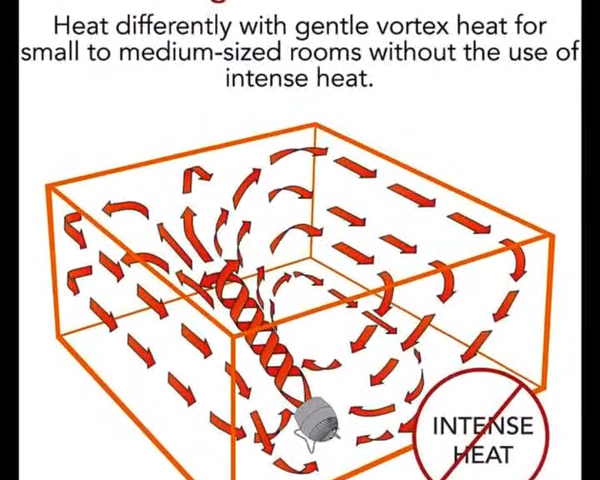 Heat differently with gentle vortex heat for
small to medium-sized rooms without the use of
intense heat.
INTENSE
HEAT